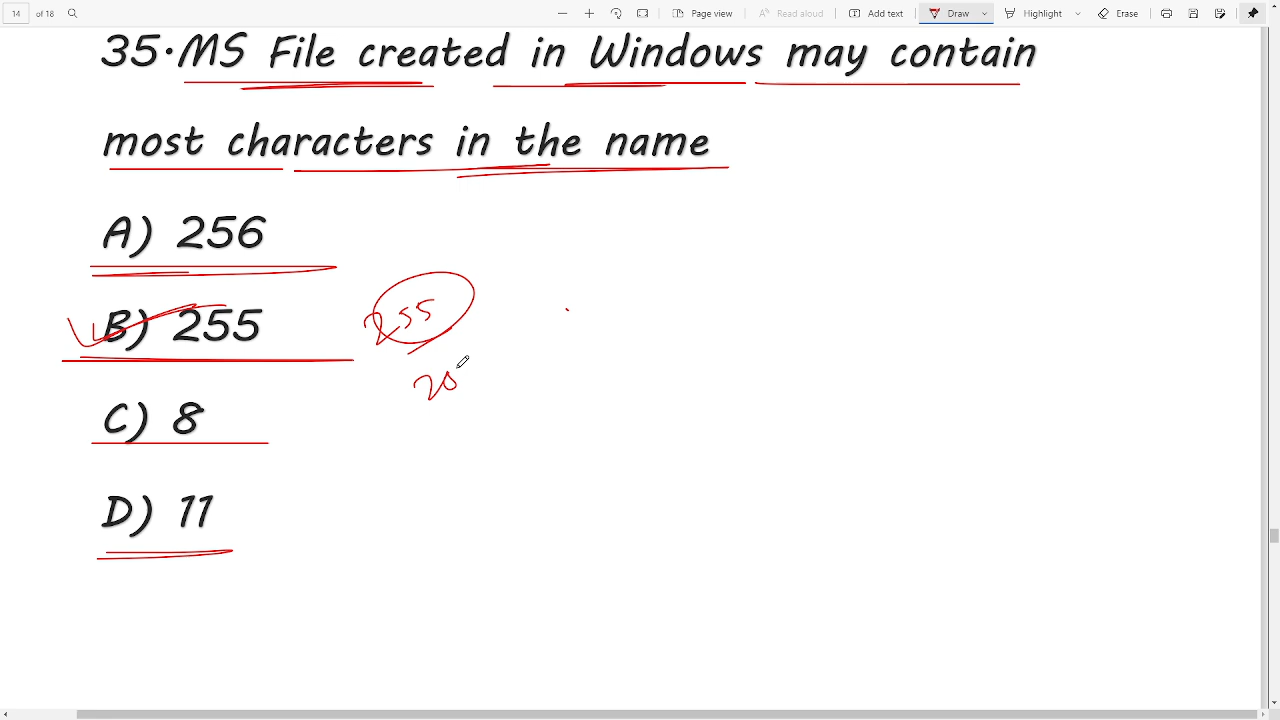 14 of 18 Page view Read aloud Add text Draw Highlight Erase
35.MS File created in Windows may contain
most characters in the name
A) 256
B) 255
255
C) 8
D) 11